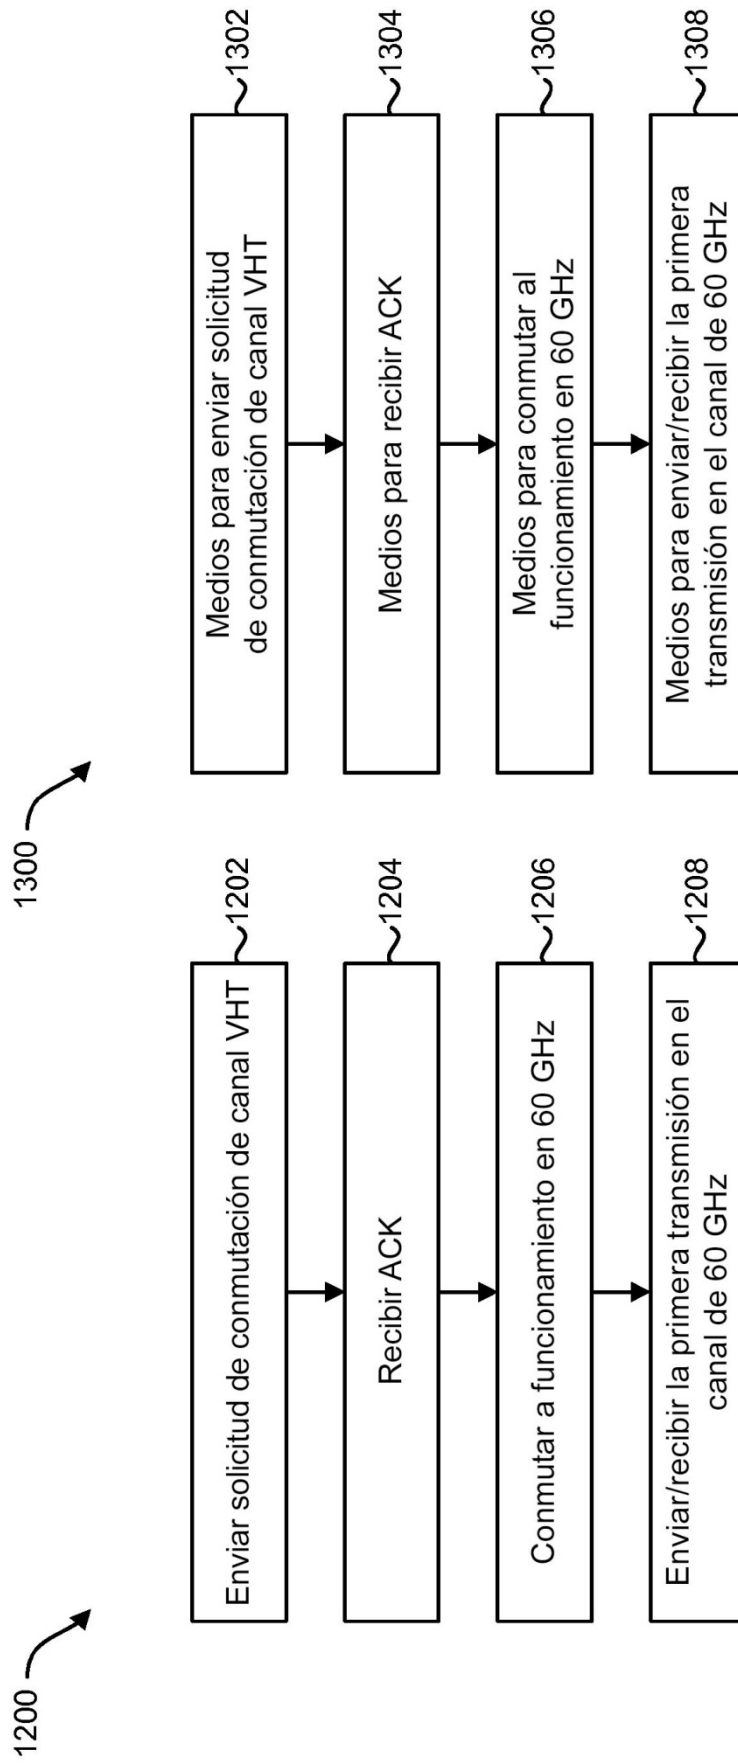 1200
Enviar solicitud de conmutación de canal VHT
1202
Recibir ACK
1204
Conmutar a funcionamiento en 60 GHz
1206
Enviar/recibir la primera transmisión en el
canal de 60 GHz
1208
1300
Medios para enviar solicitud
de conmutación de canal VHT
1302
Medios para recibir ACK
1304
Medios para conmutar al
funcionamiento en 60 GHz
1306
Medios para enviar/recibir la primera
transmisión en el canal de 60 GHz
1308